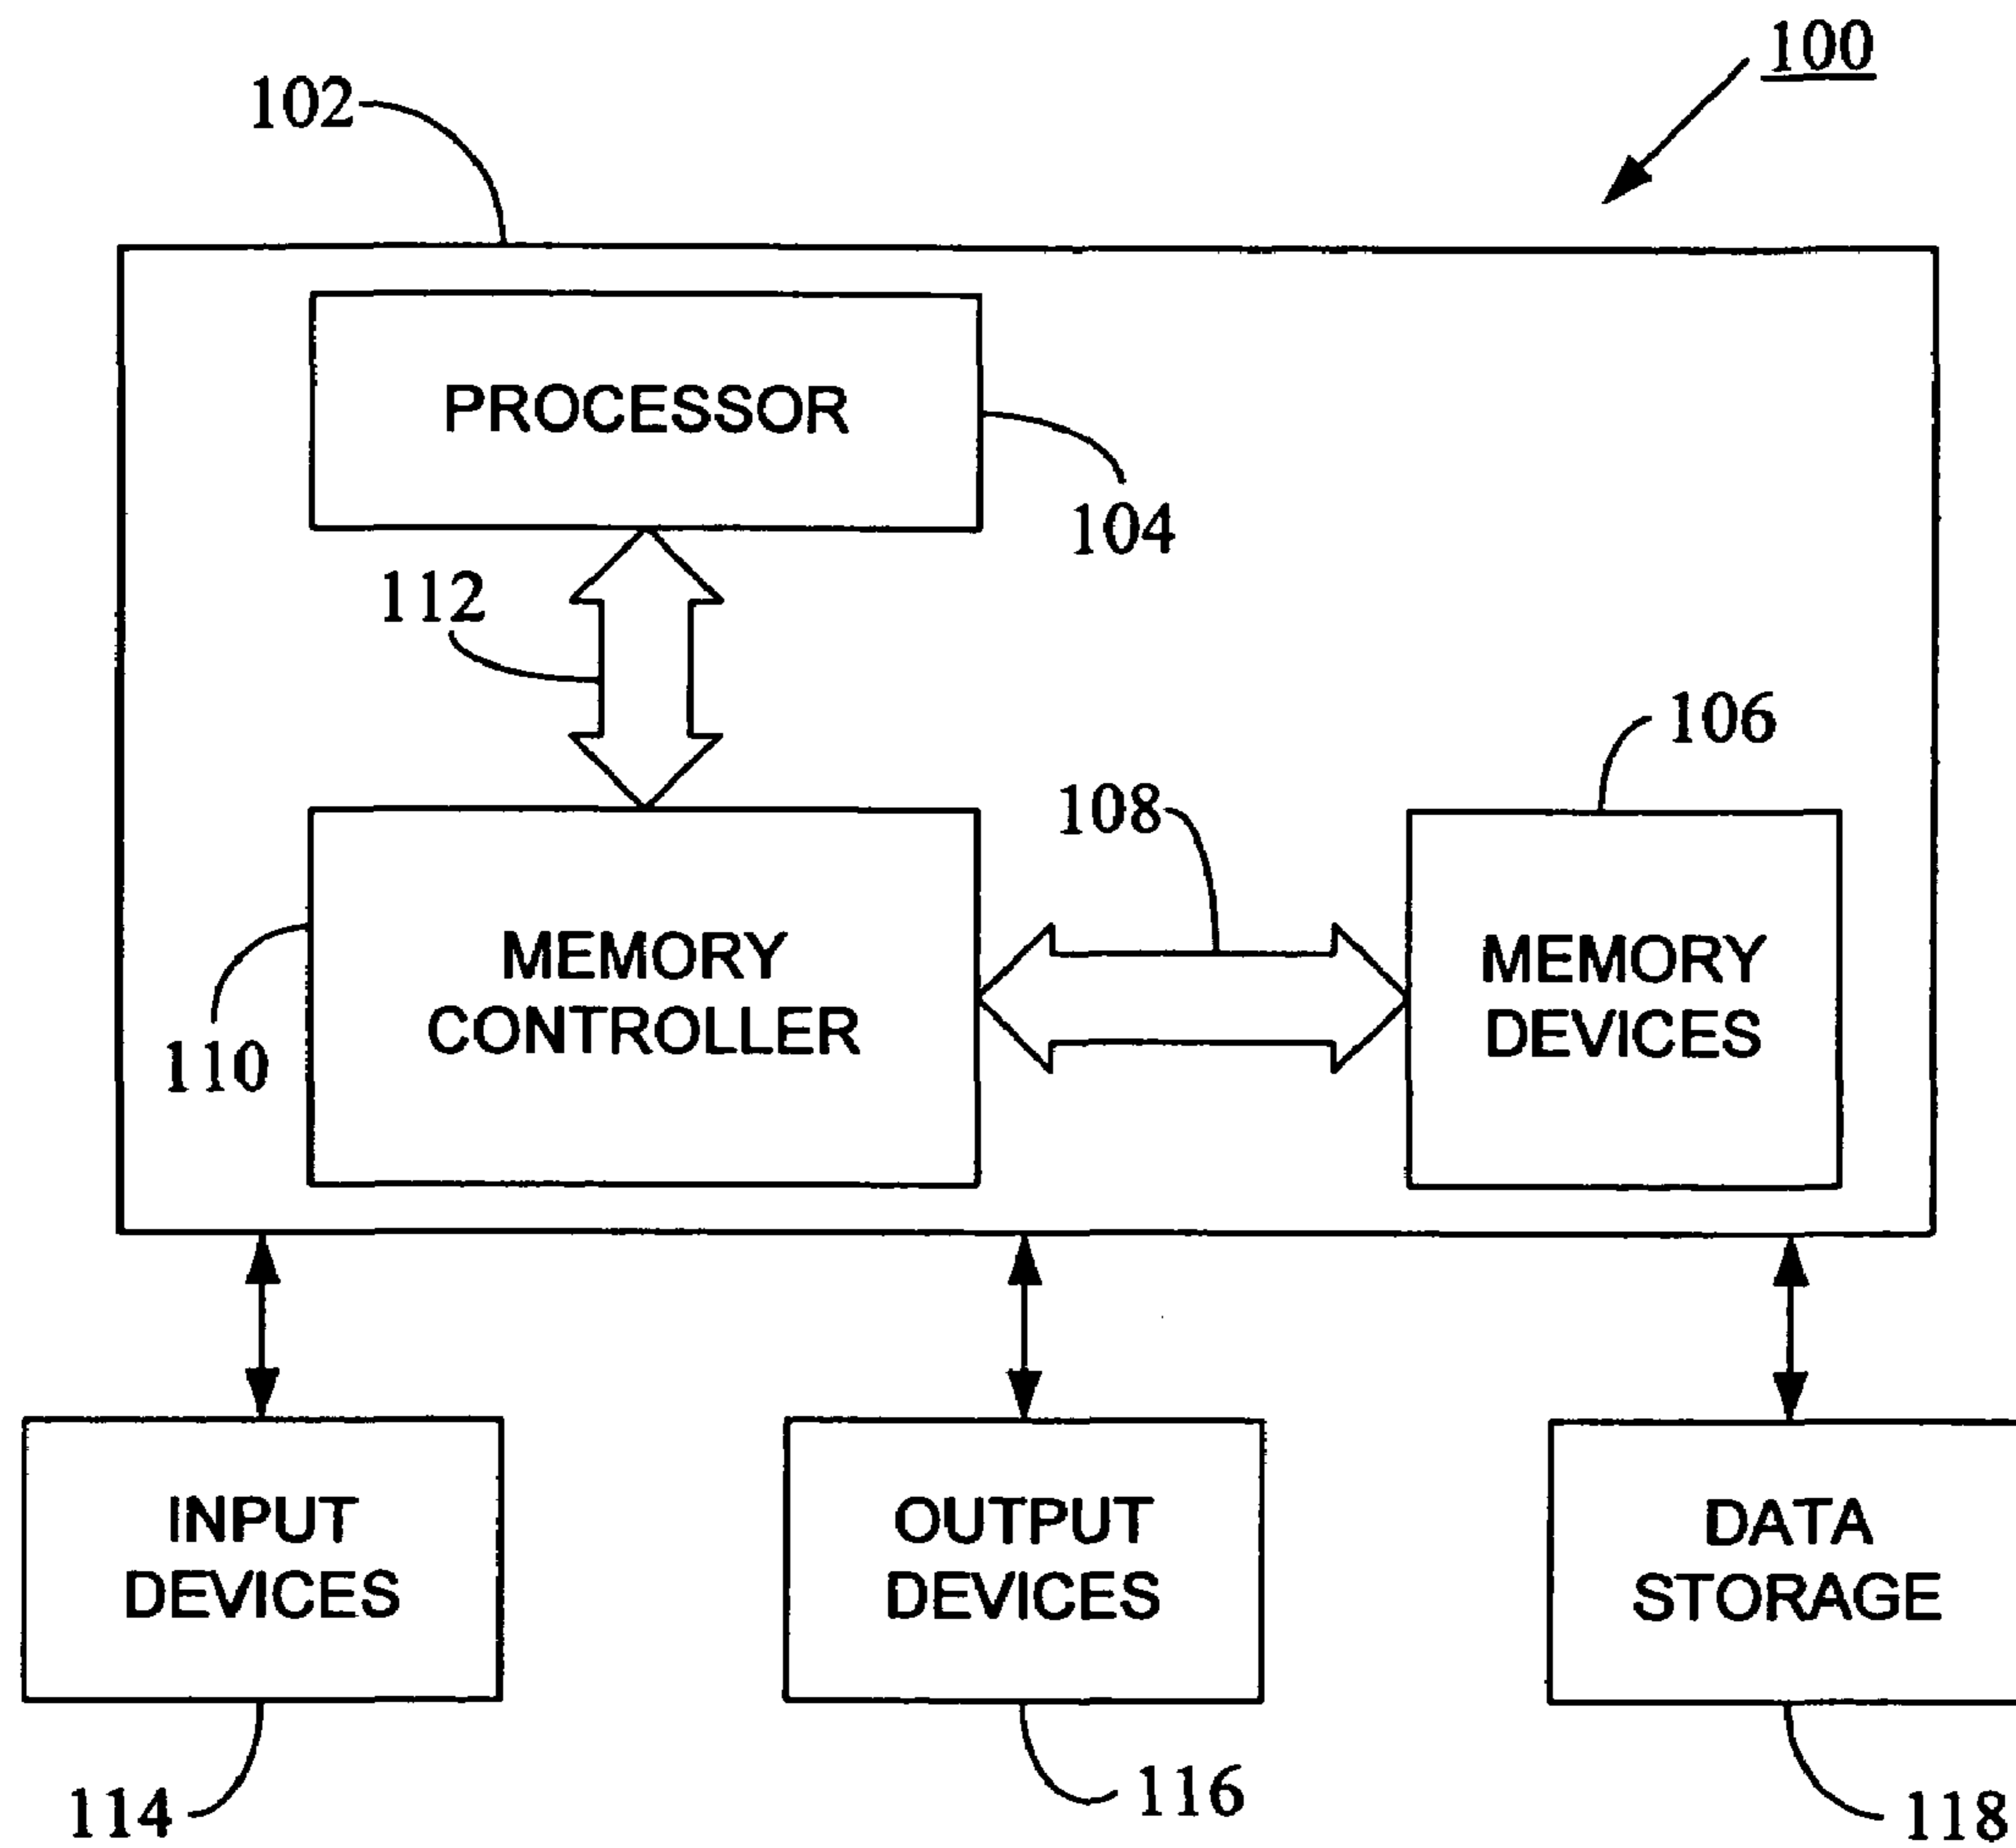 100
102
PROCESSOR
104
112
106
108
MEMORY
CONTROLLER
MEMORY
DEVICES
110
INPUT
DEVICES
OUTPUT
DEVICES
DATA
STORAGE
114
116
118